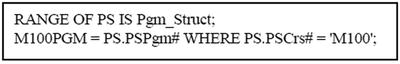 RANGE OF PS IS Pgm_Struct;
M100PGM = PS.PSPgm# WHERE PS.PSCrs# = 'M100';